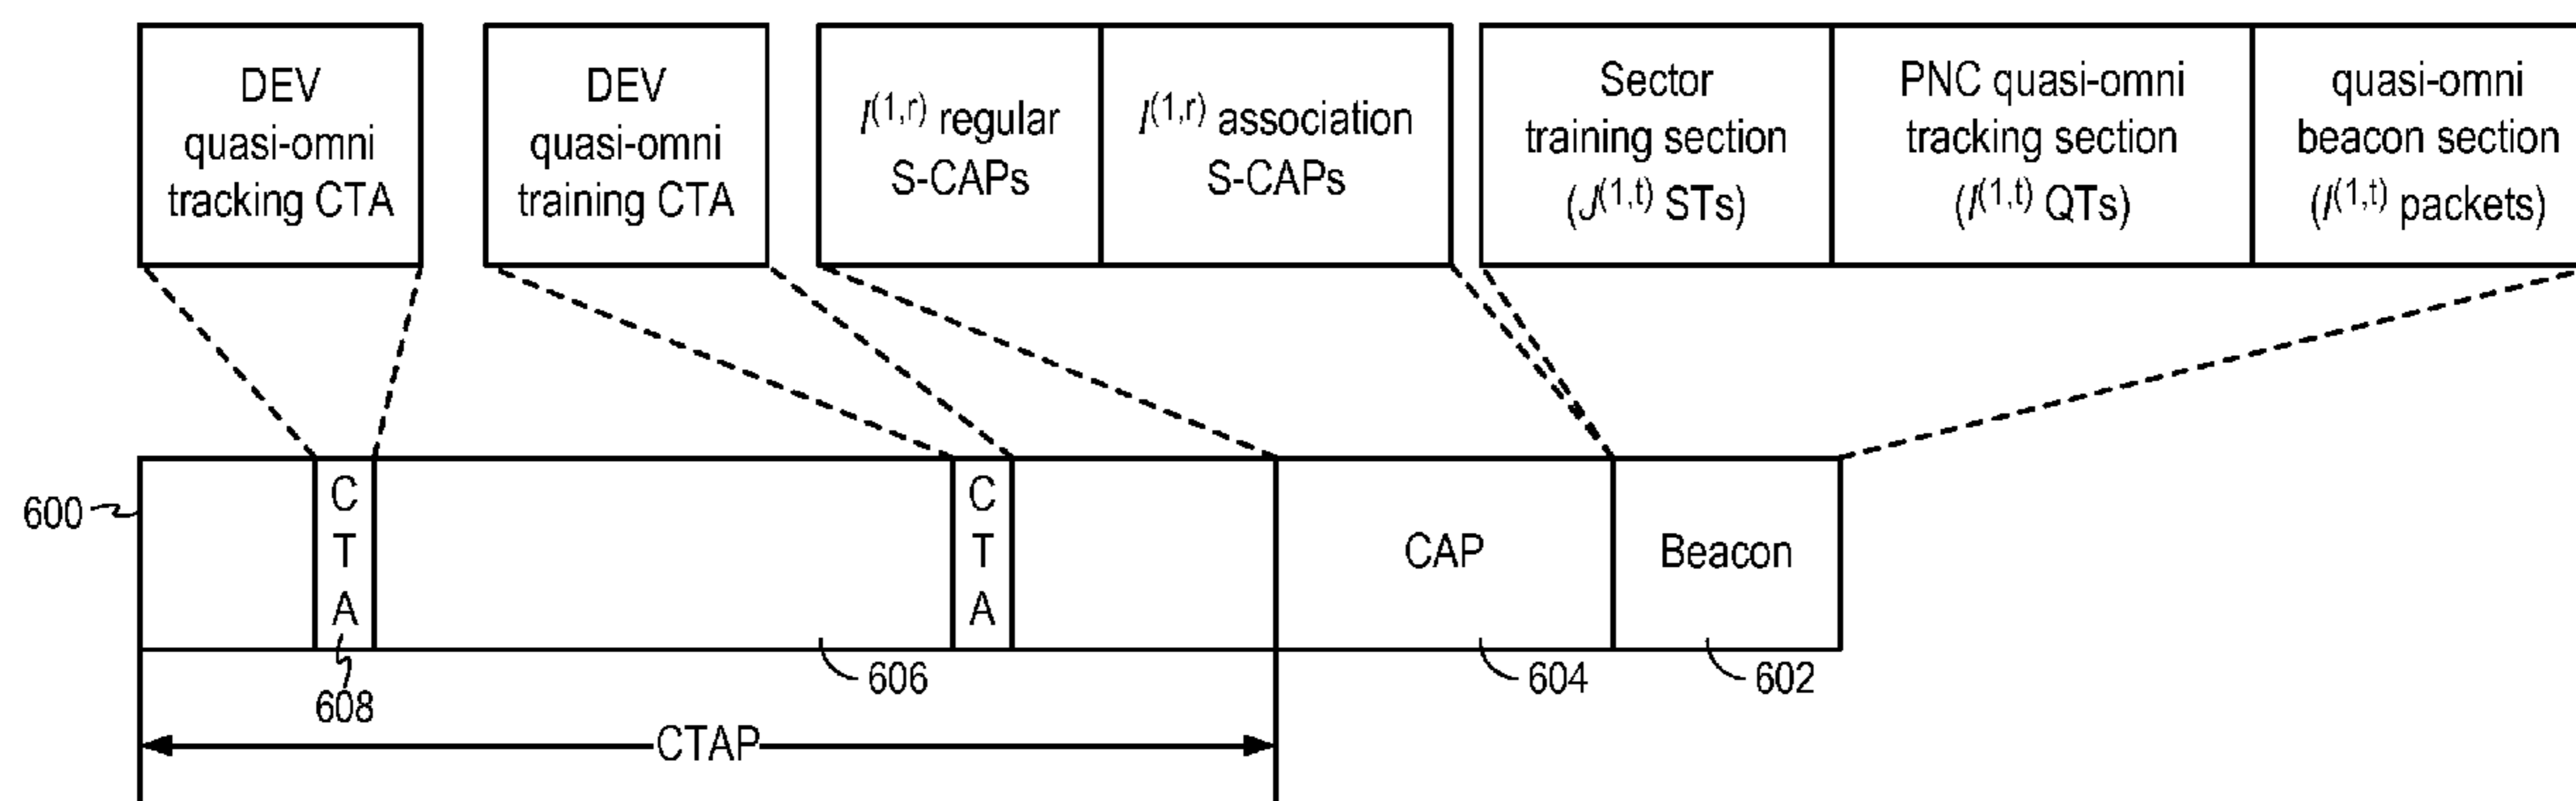 DEV
quasi-omni
tracking CTA
DEV
quasi-omni
training CTA
I(1,r) regular
S-CAPs
I(1,r) association
S-CAPs
Sector
training section
(J(1,t) STs)
PNC quasi-omni
tracking section
(I(1,t) QTs)
quasi-omni
beacon section
(I(1,t) packets)
600
C
T
A
C
T
A
CAP
Beacon
608
606
604
602
CTAP